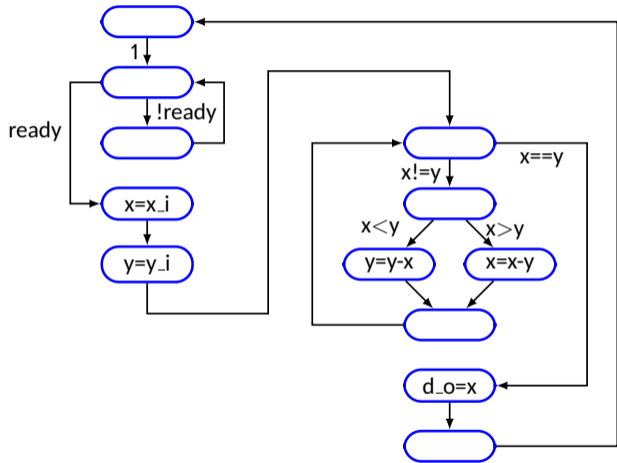 1
!ready
ready
x=x_i
y=y_i
x==y
x!=y
x<y
x>y
y=y-x
x=x-y
d_o=x